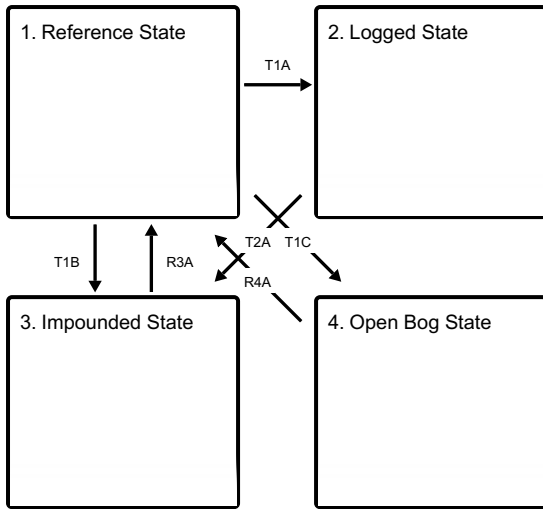 1. Reference State
2. Logged State
T1A
T2A
T1C
T1B
R3A
R4A
3. Impounded State
4. Open Bog State